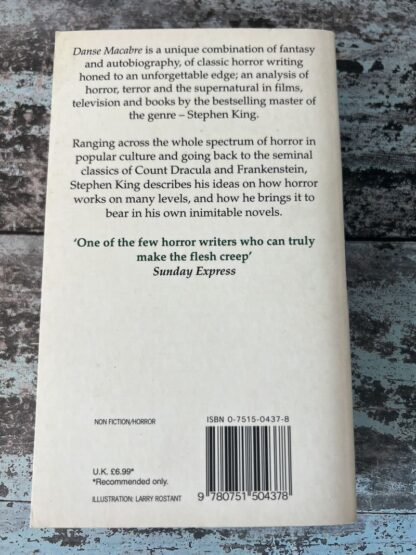 Danse Macabre is a unique combination of fantasy
and autobiography, of classic horror writing
honed to an unforgettable edge; an analysis of
horror, terror and the supernatural in films,
television and books by the bestselling master of
the genre – Stephen King.
Ranging across the whole spectrum of horror in
popular culture and going back to the seminal
classics of Count Dracula and Frankenstein,
Stephen King describes his ideas on how horror
works on many levels, and how he brings it to
bear in his own inimitable novels.
‘One of the few horror writers who can truly
make the flesh creep’
Sunday Express
NON FICTION/HORROR
ISBN 0-7515-0437-8
U.K. £6.99*
*Recommended only.
ILLUSTRATION: LARRY ROSTANT
9 780751 504378